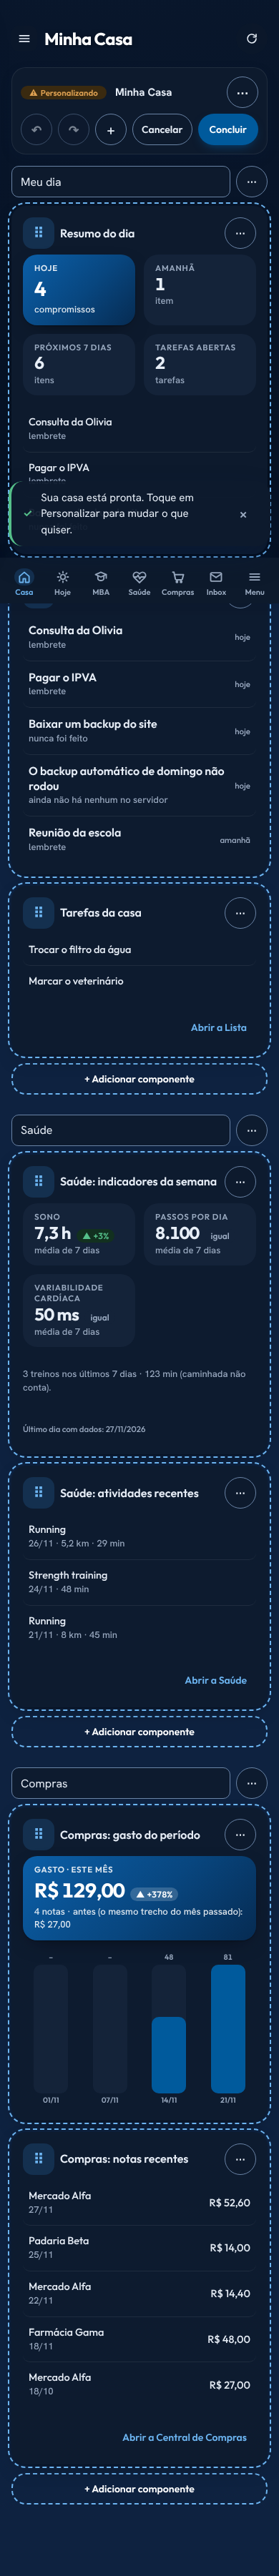 Minha Casa
⚠ Personalizando
Minha Casa
...
↶ ↷ + Cancelar Concluir
Meu dia
...
Resumo do dia
...
HOJE
4
compromissos
AMANHÃ
1
item
PRÓXIMOS 7 DIAS
6
itens
TAREFAS ABERTAS
2
tarefas
Consulta da Olivia
lembrete
Pagar o IPVA
Sua casa está pronta. Toque em
Personalizar para mudar o que
quiser.
×
Casa Hoje MBA Saúde Compras Inbox Menu
Consulta da Olivia
lembrete
hoje
Pagar o IPVA
lembrete
hoje
Baixar um backup do site
nunca foi feito
hoje
O backup automático de domingo não
rodou
ainda não há nenhum no servidor
hoje
Reunião da escola
lembrete
amanhã
Tarefas da casa
...
Trocar o filtro da água
Marcar o veterinário
Abrir a Lista
+ Adicionar componente
Saúde
...
Saúde: indicadores da semana
...
SONO
7,3 h ▲ +3%
média de 7 dias
PASSOS POR DIA
8.100 igual
média de 7 dias
VARIABILIDADE
CARDÍACA
50 ms igual
média de 7 dias
3 treinos nos últimos 7 dias · 123 min (caminhada não
conta).
Último dia com dados: 27/11/2026
Saúde: atividades recentes
...
Running
26/11 · 5,2 km · 29 min
Strength training
24/11 · 48 min
Running
21/11 · 8 km · 45 min
Abrir a Saúde
+ Adicionar componente
Compras
...
Compras: gasto do período
...
GASTO · ESTE MÊS
R$ 129,00 ▲ +378%
4 notas · antes (o mesmo trecho do mês passado):
R$ 27,00
– – 48 81
01/11 07/11 14/11 21/11
Compras: notas recentes
...
Mercado Alfa
27/11
R$ 52,60
Padaria Beta
25/11
R$ 14,00
Mercado Alfa
22/11
R$ 14,40
Farmácia Gama
18/11
R$ 48,00
Mercado Alfa
18/10
R$ 27,00
Abrir a Central de Compras
+ Adicionar componente